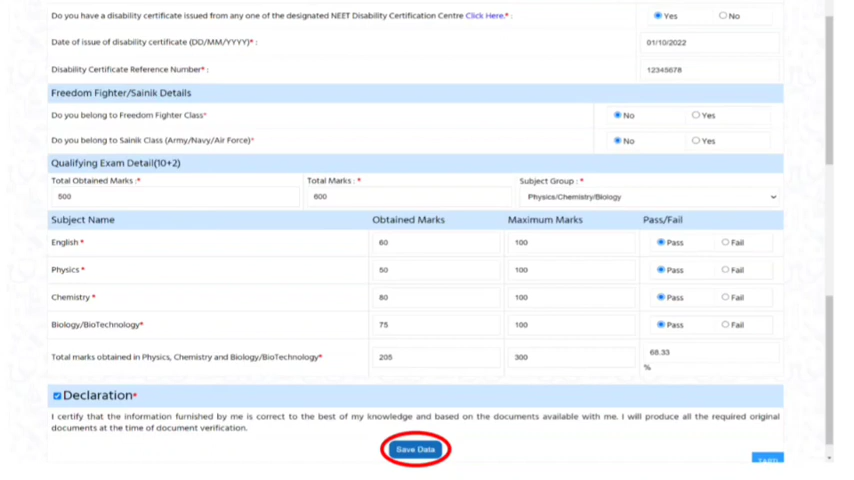 Do you have a disability certificate issued from any one of the designated NEET Disability Certification Centre Click Here.* : Yes No
Date of issue of disability certificate (DD/MM/YYYY)* : 01/10/2022
Disability Certificate Reference Number* : 12345678
Freedom Fighter/Sainik Details
Do you belong to Freedom Fighter Class* No Yes
Do you belong to Sainik Class (Army/Navy/Air Force)* No Yes
Qualifying Exam Detail(10+2)
Total Obtained Marks :* Total Marks : * Subject Group : *
500 600 Physics/Chemistry/Biology
Subject Name Obtained Marks Maximum Marks Pass/Fail
English * 60 100 Pass Fail
Physics * 50 100 Pass Fail
Chemistry * 80 100 Pass Fail
Biology/BioTechnology* 75 100 Pass Fail
Total marks obtained in Physics, Chemistry and Biology/BioTechnology* 205 300 68.33
%
Declaration*
I certify that the information furnished by me is correct to the best of my knowledge and based on the documents available with me. I will produce all the required original
documents at the time of document verification.
Save Data